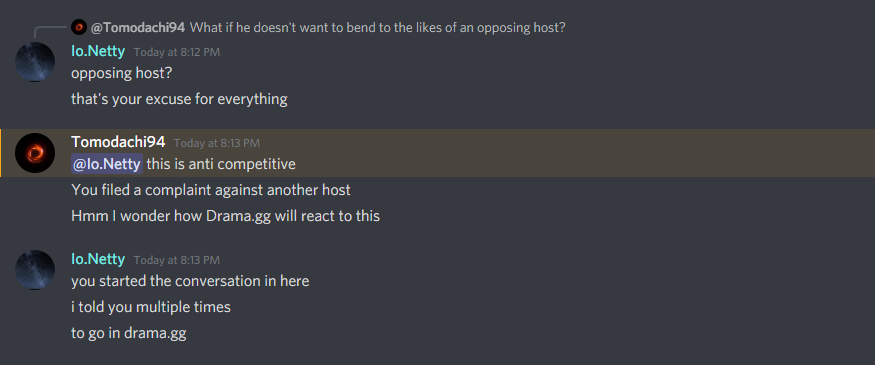 @Tomodachi94 What if he doesn't want to bend to the likes of an opposing host?
Io.Netty Today at 8:12 PM
opposing host?
that's your excuse for everything
Tomodachi94 Today at 8:13 PM
@Io.Netty this is anti competitive
You filed a complaint against another host
Hmm I wonder how Drama.gg will react to this
Io.Netty Today at 8:13 PM
you started the conversation in here
i told you multiple times
to go in drama.gg